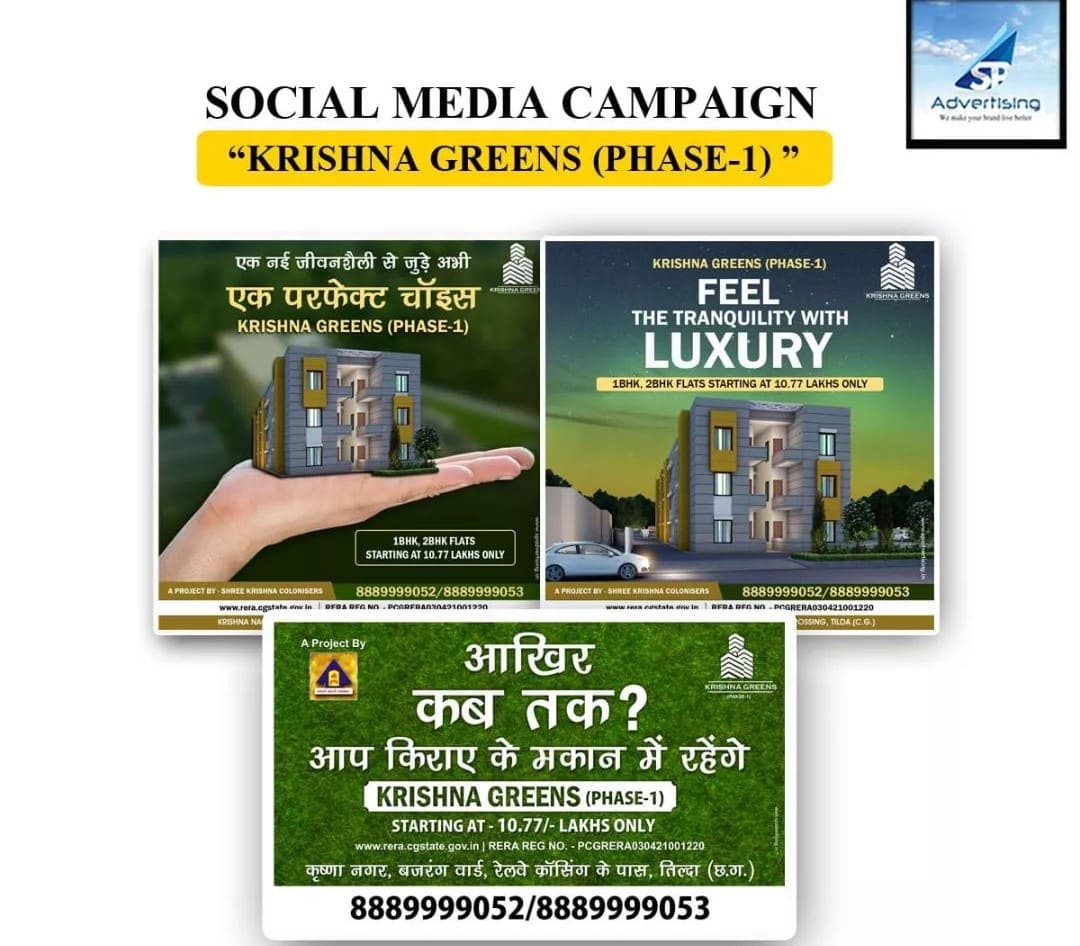 SP
Advertising
We make your brand live better
SOCIAL MEDIA CAMPAIGN
“KRISHNA GREENS (PHASE-1) ”
एक नई जीवनशैली से जुड़े अभी
एक परफेक्ट चॉइस
KRISHNA GREENS (PHASE-1)
KRISHNA GREEN
1BHK, 2BHK FLATS
STARTING AT 10.77 LAKHS ONLY
A PROJECT BY - SHREE KRISHNA COLONISERS
8889999052/8889999053
www.rera.cgstate.gov.in | RERA REG NO. - PCGRERA030421001220
KRISHNA GREENS (PHASE-1)
KRISHNA GREENS
FEEL
THE TRANQUILITY WITH
LUXURY
1BHK, 2BHK FLATS STARTING AT 10.77 LAKHS ONLY
A PROJECT BY - SHREE KRISHNA COLONISERS
8889999052/8889999053
www.rera.cgstate.gov.in | RERA REG NO. - PCGRERA030421001220
TILDA (C.G.)
A Project By
आखिर
कब तक?
KRISHNA GREENS
(PHASE-1)
आप किराए के मकान में रहेंगे
KRISHNA GREENS (PHASE-1)
STARTING AT - 10.77/- LAKHS ONLY
www.rera.cgstate.gov.in | RERA REG NO. - PCGRERA030421001220
कृष्णा नगर, बजरंग वार्ड, रेलवे क्रॉसिंग के पास, तिल्दा (छ.ग.)
8889999052/8889999053